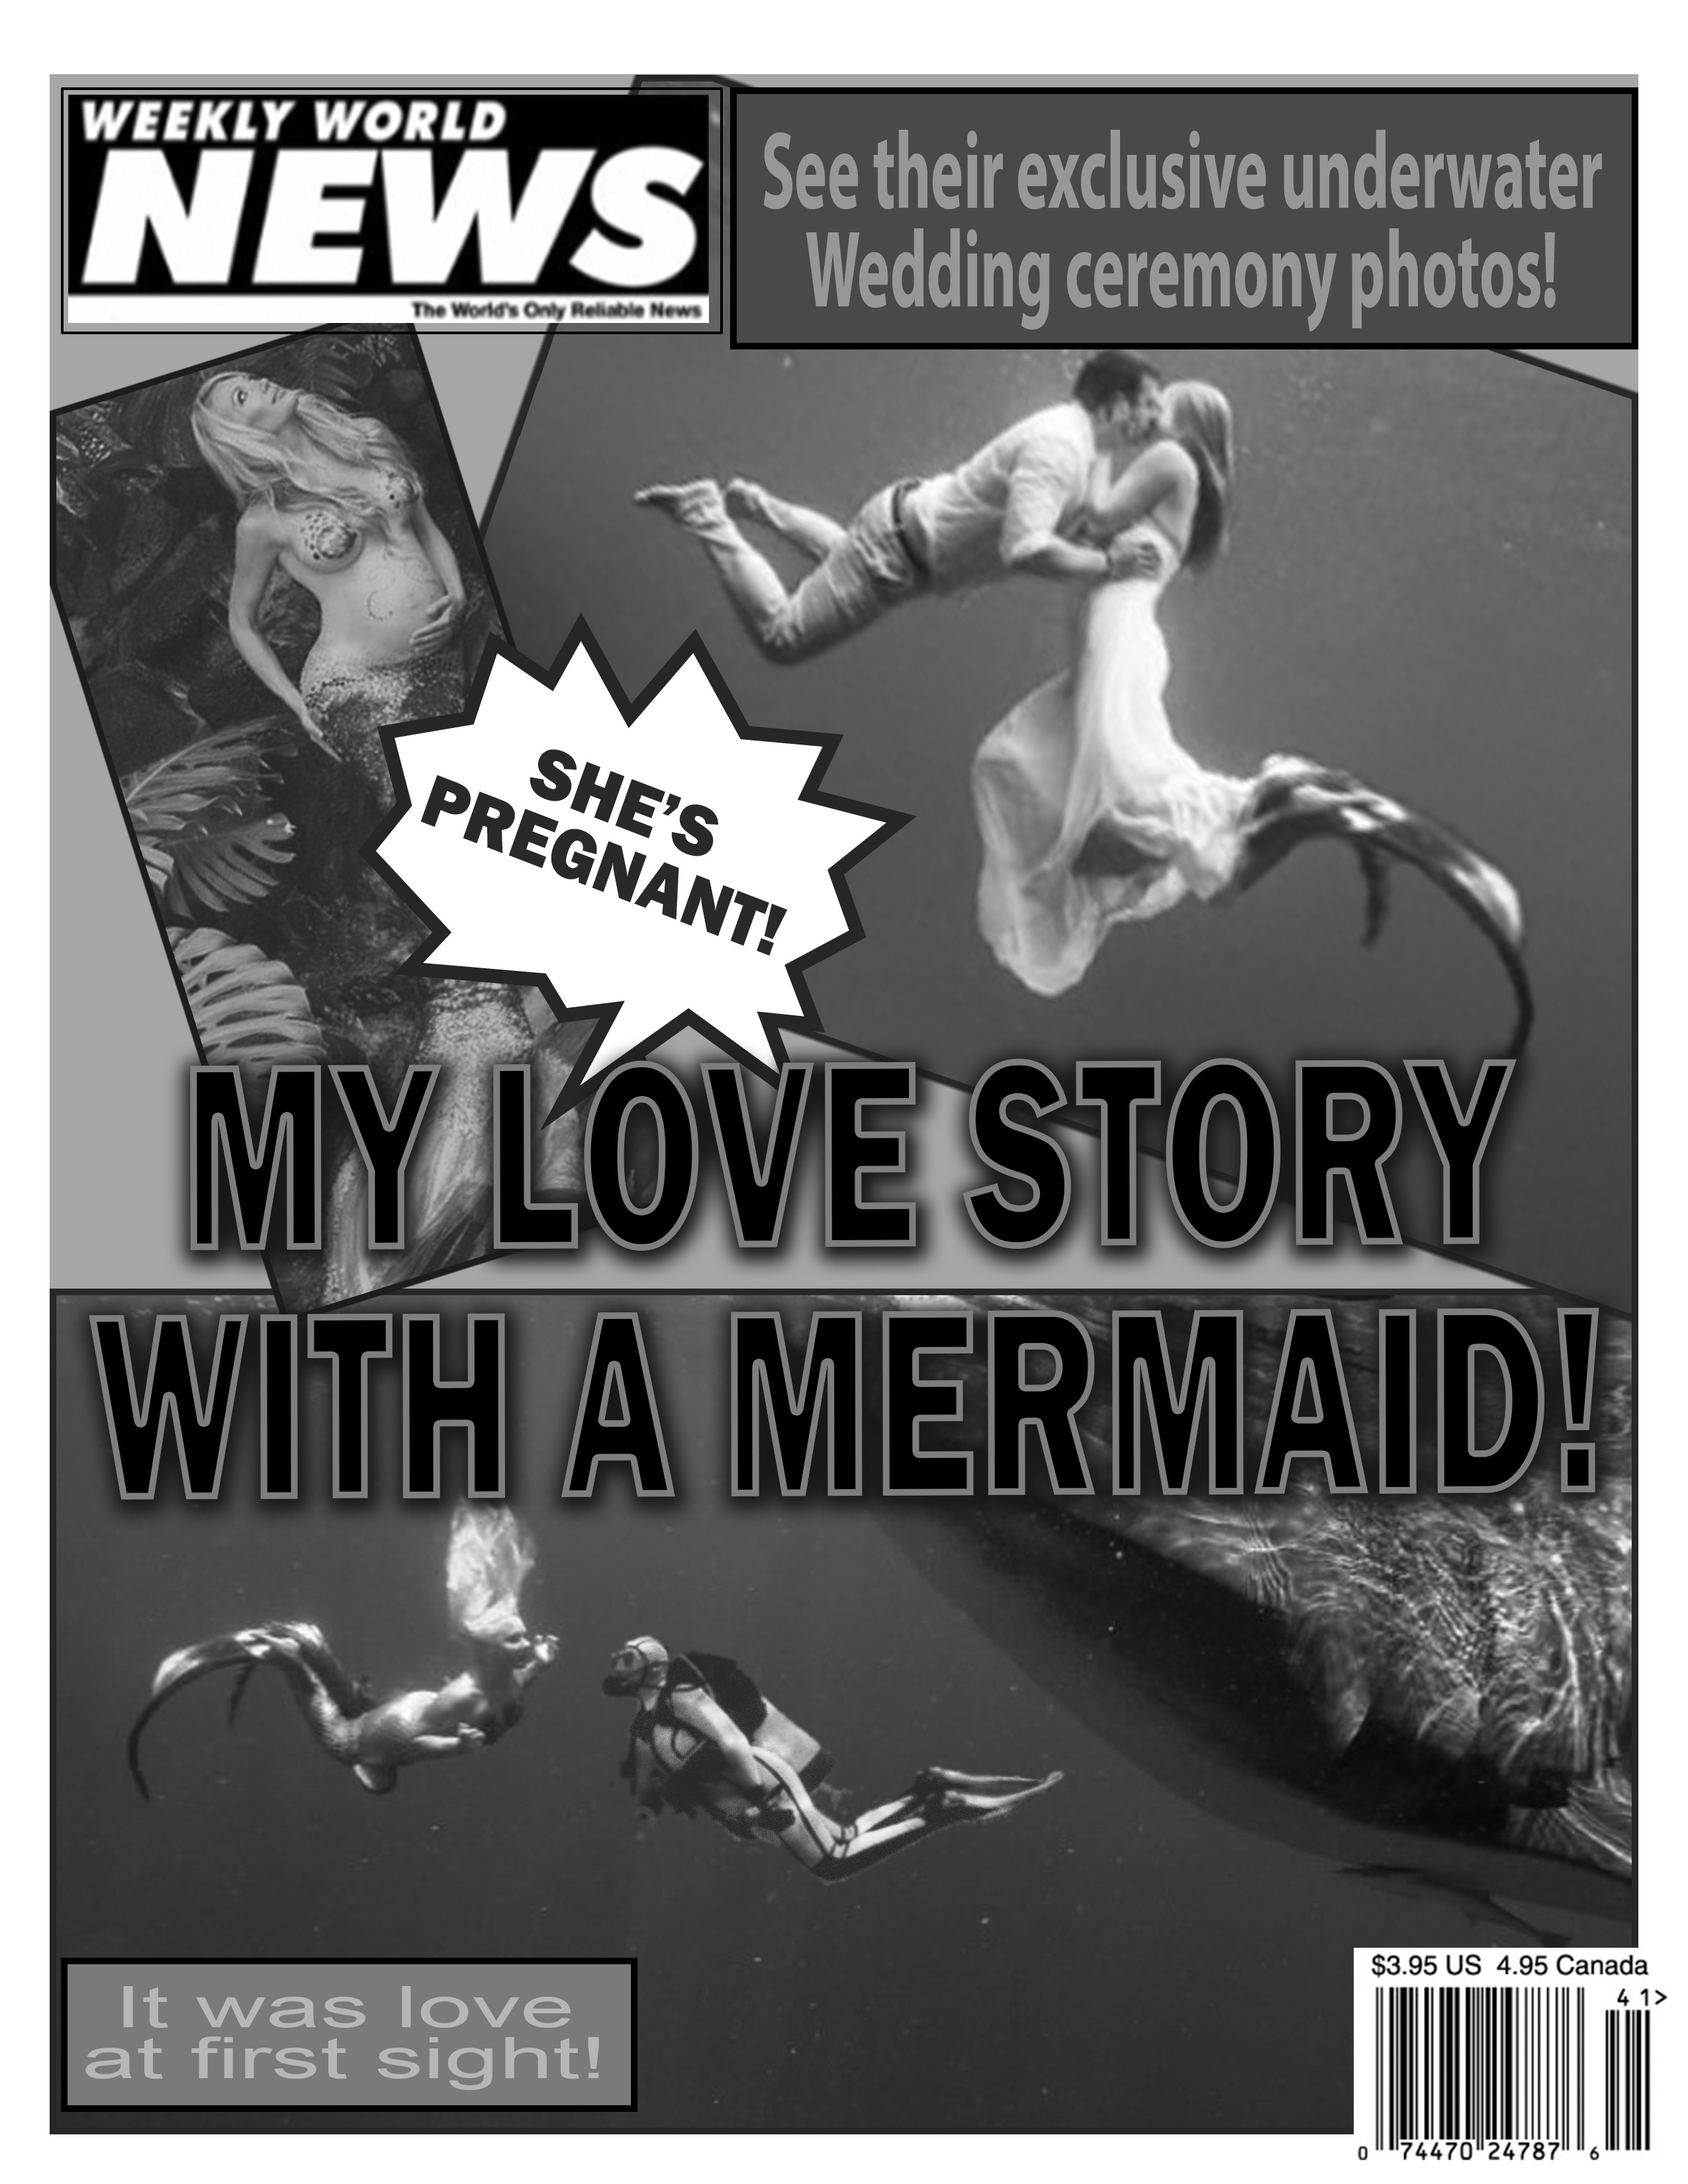 WEEKLY WORLD
NEWS
The World's Only Reliable News
See their exclusive underwater
Wedding ceremony photos!
SHE'S
PREGNANT!
MY LOVE STORY
WITH A MERMAID!
It was love
at first sight!
$3.95 US 4.95 Canada
41>
0 74470 24787 6